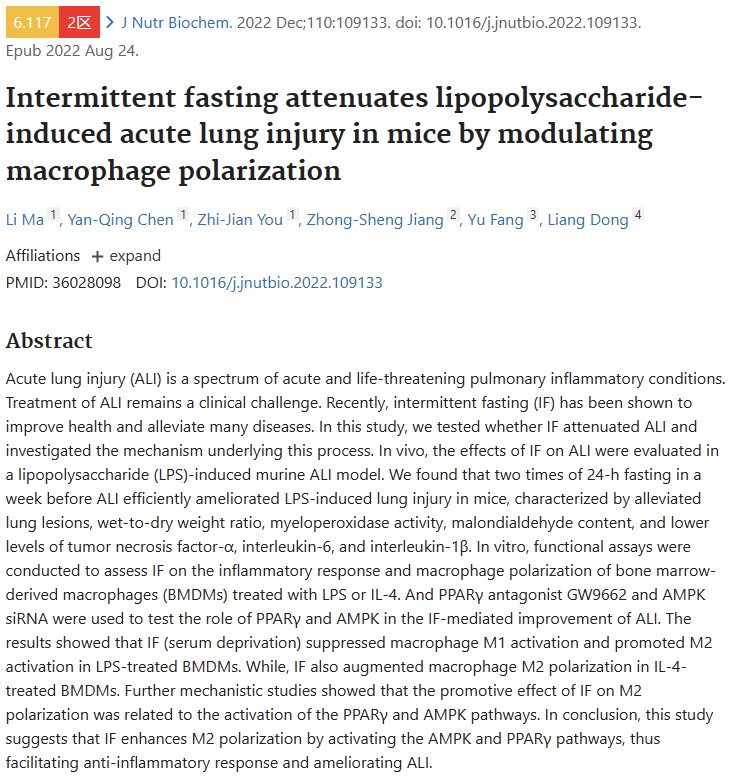 6.117 2区 > J Nutr Biochem. 2022 Dec;110:109133. doi: 10.1016/j.jnutbio.2022.109133.
Epub 2022 Aug 24.
Intermittent fasting attenuates lipopolysaccharide-
induced acute lung injury in mice by modulating
macrophage polarization
Li Ma 1, Yan-Qing Chen 1, Zhi-Jian You 1, Zhong-Sheng Jiang 2, Yu Fang 3, Liang Dong 4
Affiliations + expand
PMID: 36028098 DOI: 10.1016/j.jnutbio.2022.109133
Abstract
Acute lung injury (ALI) is a spectrum of acute and life-threatening pulmonary inflammatory conditions.
Treatment of ALI remains a clinical challenge. Recently, intermittent fasting (IF) has been shown to
improve health and alleviate many diseases. In this study, we tested whether IF attenuated ALI and
investigated the mechanism underlying this process. In vivo, the effects of IF on ALI were evaluated in
a lipopolysaccharide (LPS)-induced murine ALI model. We found that two times of 24-h fasting in a
week before ALI efficiently ameliorated LPS-induced lung injury in mice, characterized by alleviated
lung lesions, wet-to-dry weight ratio, myeloperoxidase activity, malondialdehyde content, and lower
levels of tumor necrosis factor-α, interleukin-6, and interleukin-1β. In vitro, functional assays were
conducted to assess IF on the inflammatory response and macrophage polarization of bone marrow-
derived macrophages (BMDMs) treated with LPS or IL-4. And PPARγ antagonist GW9662 and AMPK
siRNA were used to test the role of PPARγ and AMPK in the IF-mediated improvement of ALI. The
results showed that IF (serum deprivation) suppressed macrophage M1 activation and promoted M2
activation in LPS-treated BMDMs. While, IF also augmented macrophage M2 polarization in IL-4-
treated BMDMs. Further mechanistic studies showed that the promotive effect of IF on M2
polarization was related to the activation of the PPARγ and AMPK pathways. In conclusion, this study
suggests that IF enhances M2 polarization by activating the AMPK and PPARγ pathways, thus
facilitating anti-inflammatory response and ameliorating ALI.